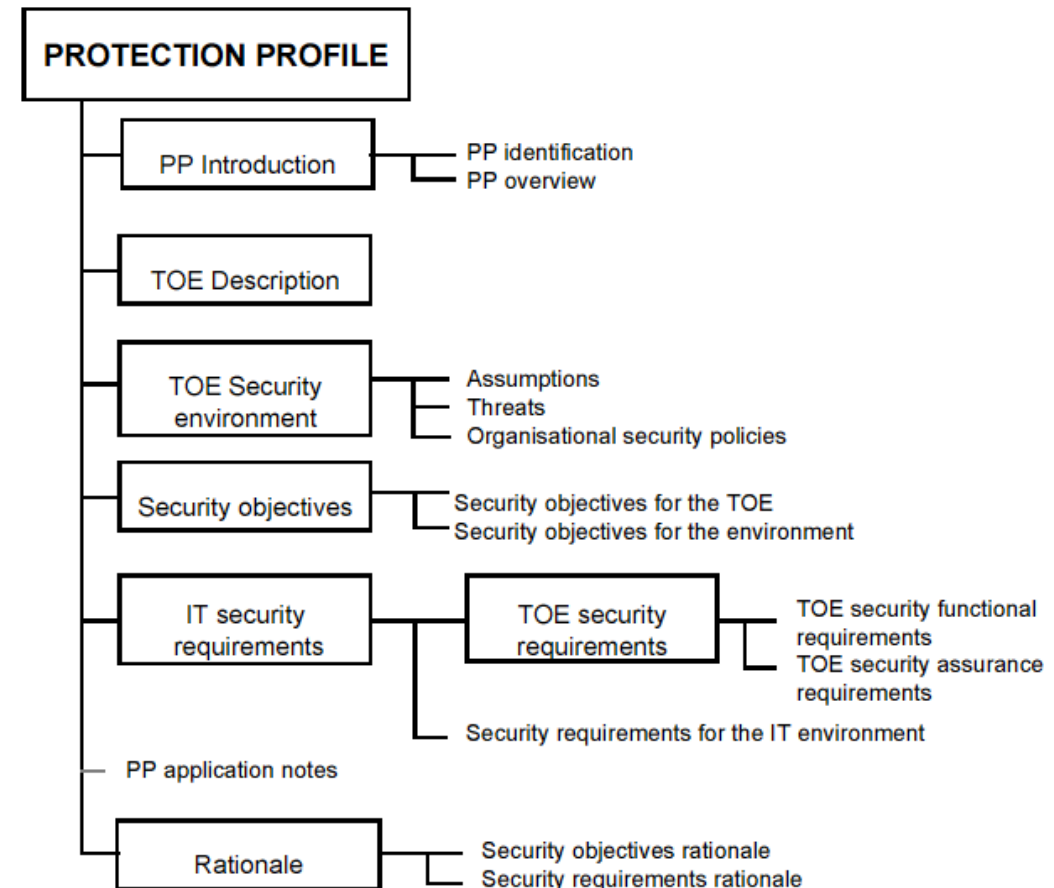 PROTECTION PROFILE
PP Introduction
PP identification
PP overview
TOE Description
TOE Security
environment
Assumptions
Threats
Organisational security policies
Security objectives
Security objectives for the TOE
Security objectives for the environment
IT security
requirements
TOE security
requirements
TOE security functional
requirements
TOE security assurance
requirements
Security requirements for the IT environment
PP application notes
Rationale
Security objectives rationale
Security requirements rationale